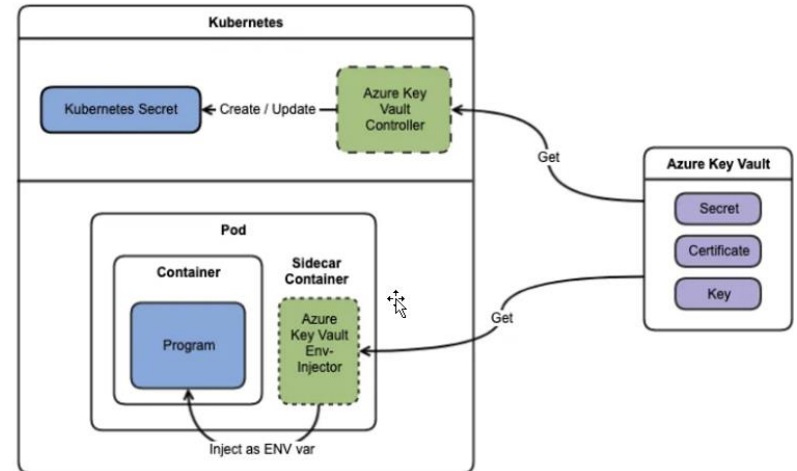 Kubernetes
Kubernetes Secret
Create / Update
Azure Key
Vault
Controller
Get
Azure Key Vault
Secret
Certificate
Key
Pod
Container
Program
Sidecar
Container
Azure
Key Vault
Env-
Injector
Get
Inject as ENV var